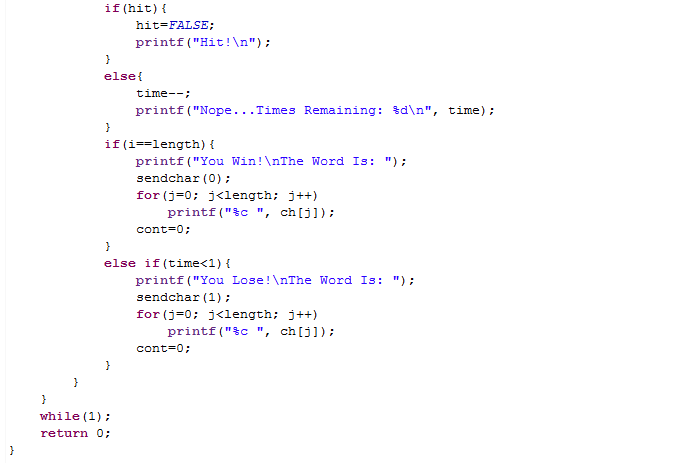 if(hit){
hit=FALSE;
printf("Hit!\n");
}
else{
time--;
printf("Nope...Times Remaining: %d\n", time);
}
if(i==length){
printf("You Win!\nThe Word Is: ");
sendchar(0);
for(j=0; j<length; j++)
printf("%c ", ch[j]);
cont=0;
}
else if(time<1){
printf("You Lose!\nThe Word Is: ");
sendchar(1);
for(j=0; j<length; j++)
printf("%c ", ch[j]);
cont=0;
}
}
}
while(1);
return 0;
}